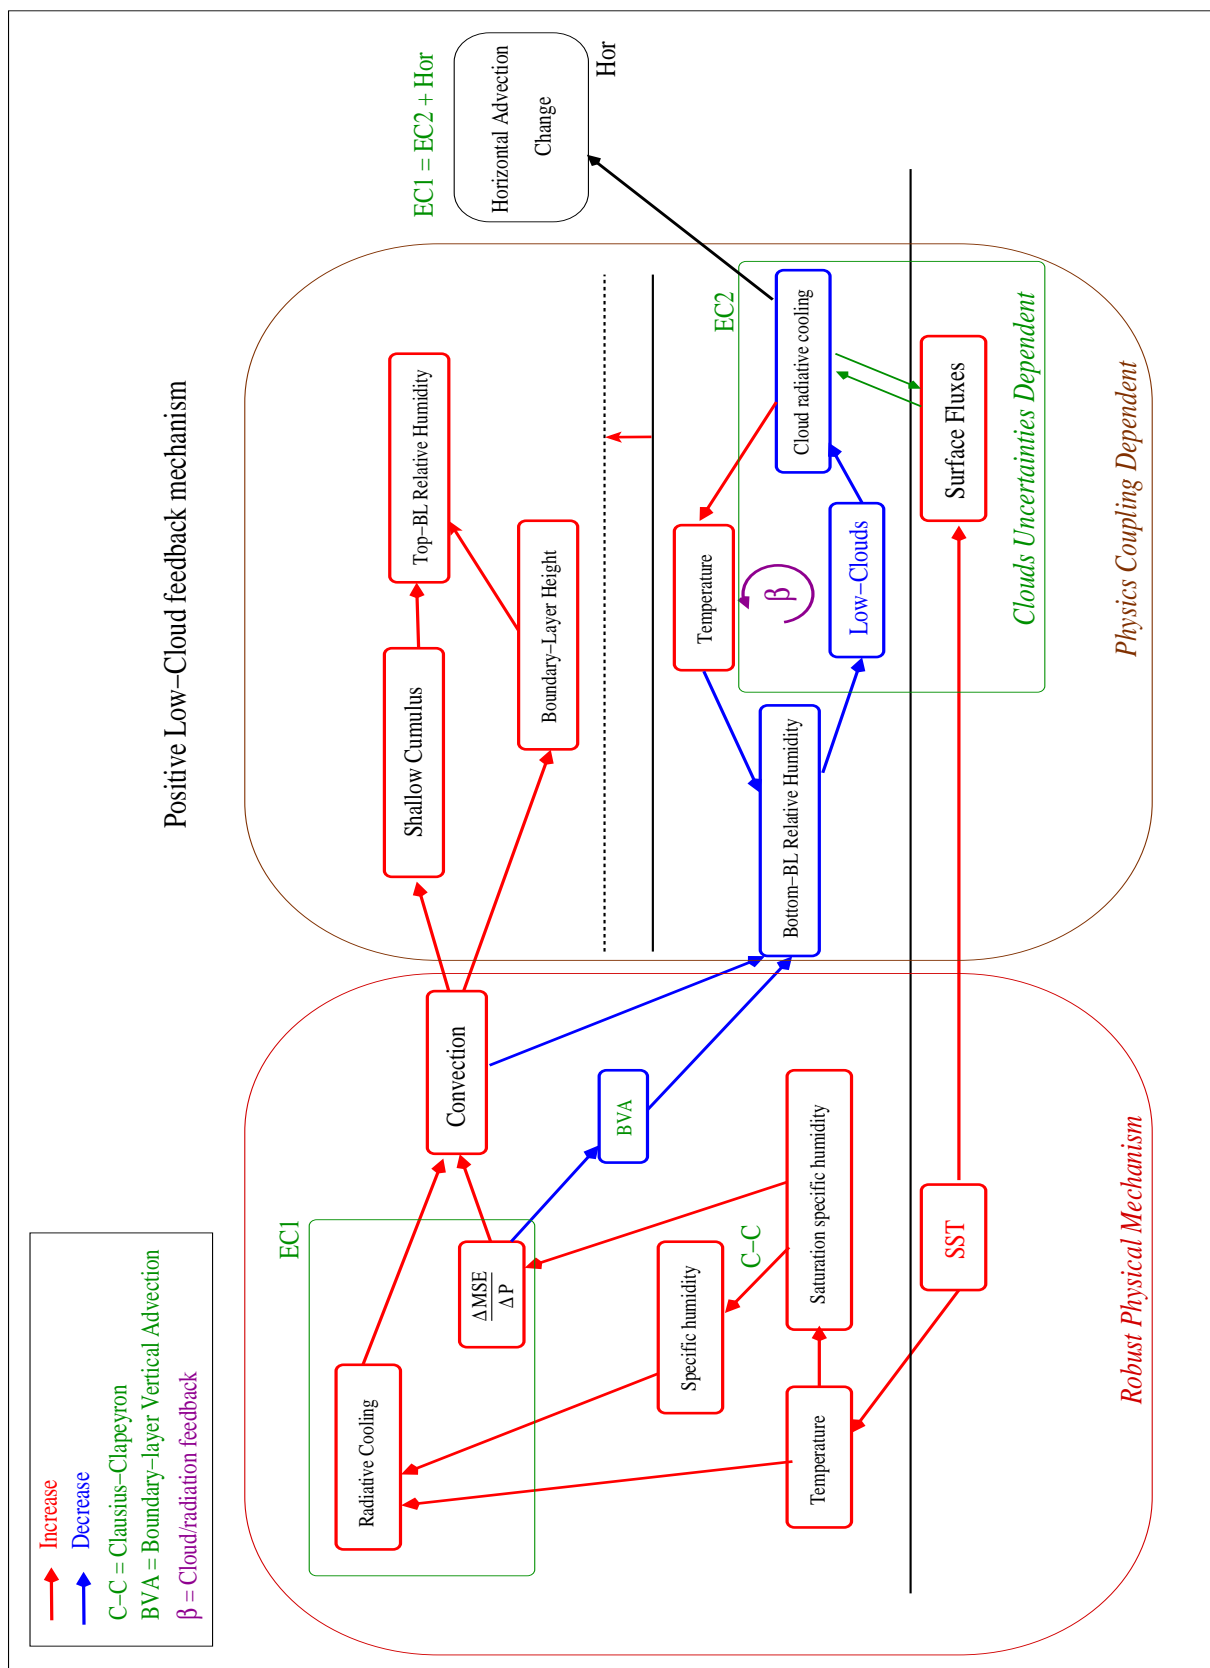 Positive Low−Cloud feedback mechanism
Increase
Decrease
C−C = Clausius−Clapeyron
BVA = Boundary−layer Vertical Advection
β = Cloud/radiation feedback
EC1
Radiative Cooling
ΔMSE
ΔP
Convection
BVA
Specific humidity
C−C
Saturation specific humidity
Temperature
SST
Robust Physical Mechanism
Shallow Cumulus
Top−BL Relative Humidity
Boundary−Layer Height
Temperature
Bottom−BL Relative Humidity
β
Low−Clouds
EC2
Cloud radiative cooling
Surface Fluxes
Clouds Uncertainties Dependent
Physics Coupling Dependent
EC1 = EC2 + Hor
Horizontal Advection
Change
Hor